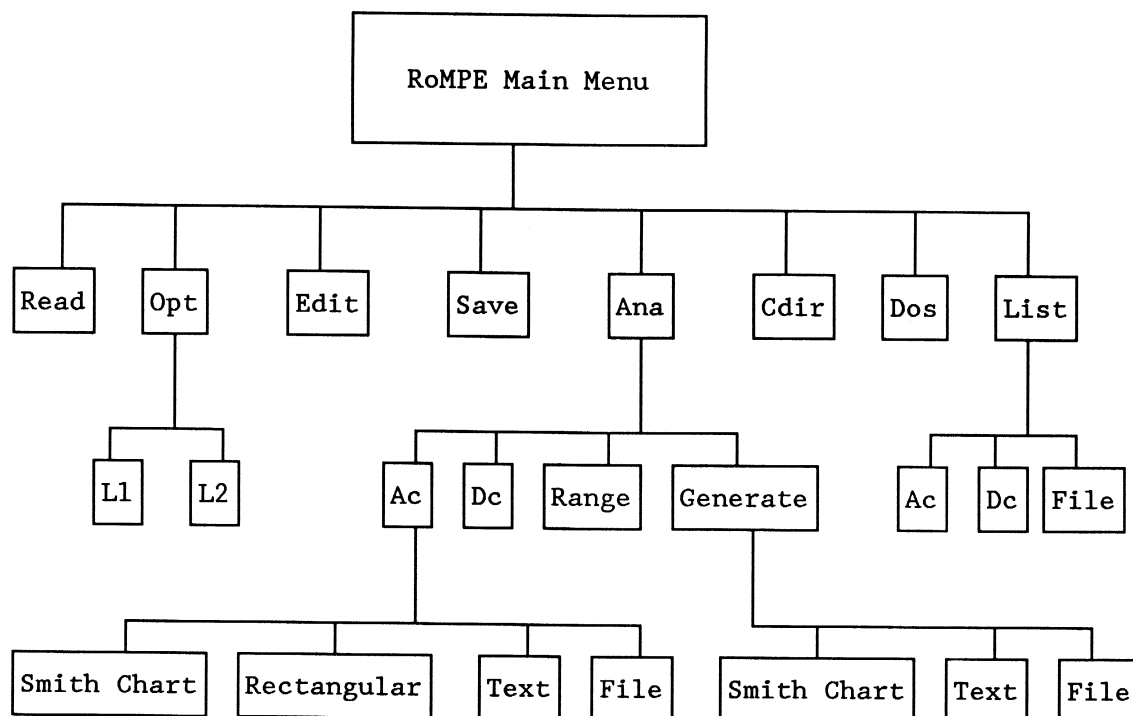 RoMPE Main Menu
Read Opt Edit Save Ana Cdir Dos List
L1 L2 Ac Dc Range Generate Ac Dc File
Smith Chart Rectangular Text File Smith Chart Text File